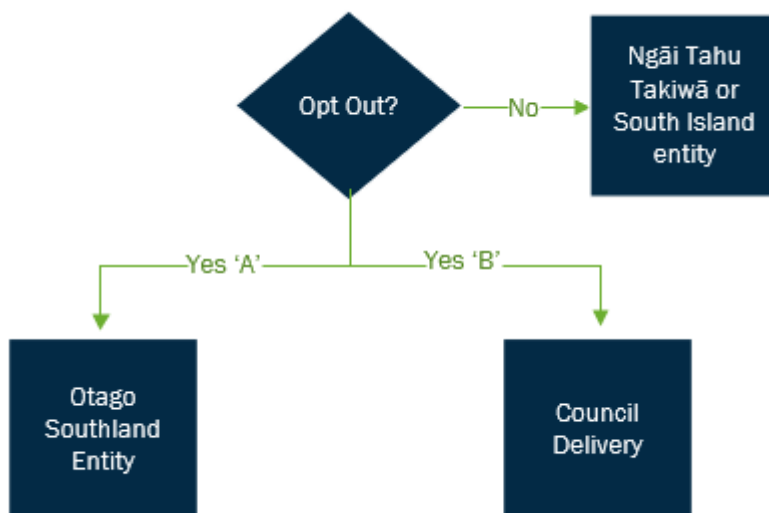 Opt Out?
No
Ngāi Tahu
Takiwā or
South Island
entity
Yes ‘A’
Yes ‘B’
Otago
Southland
Entity
Council
Delivery